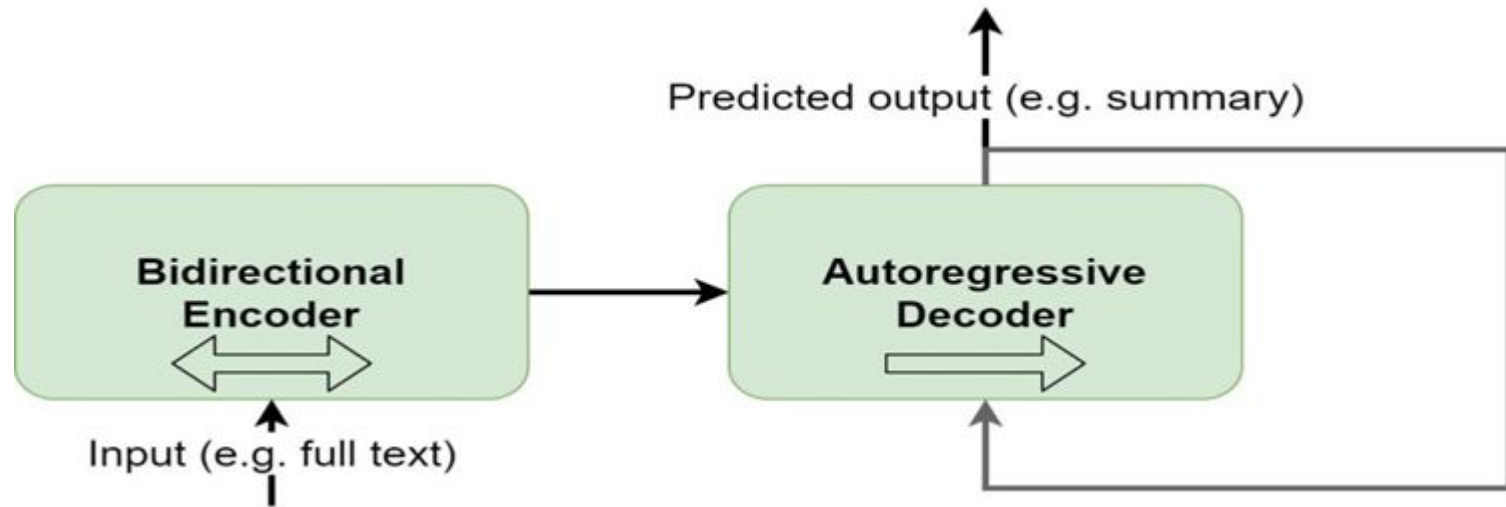 Predicted output (e.g. summary)
Bidirectional
Encoder
Autoregressive
Decoder
Input (e.g. full text)